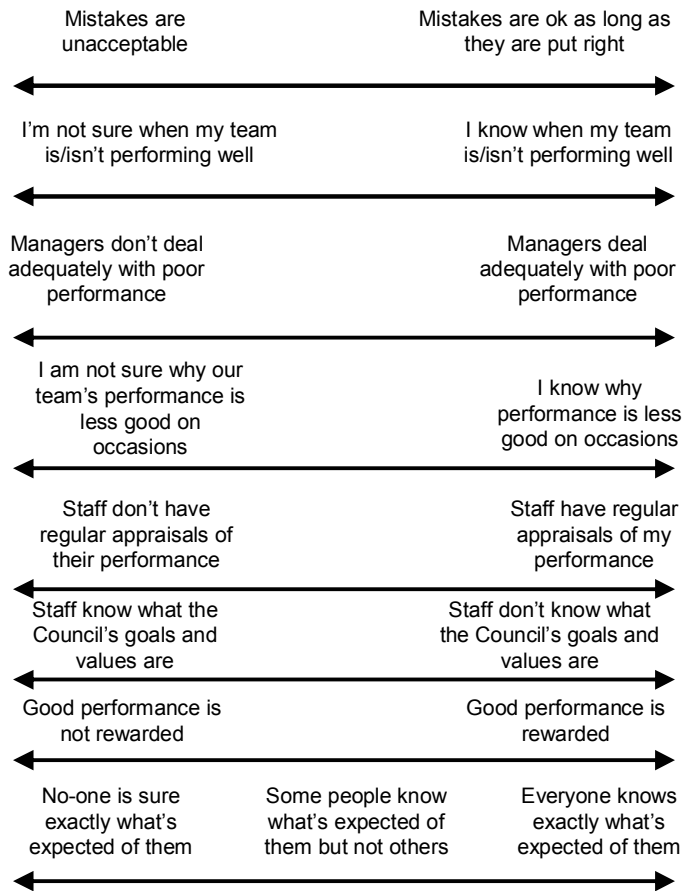 Mistakes are
unacceptable
Mistakes are ok as long as
they are put right
I'm not sure when my team
is/isn't performing well
I know when my team
is/isn't performing well
Managers don't deal
adequately with poor
performance
Managers deal
adequately with poor
performance
I am not sure why our
team's performance is
less good on
occasions
I know why
performance is less
good on occasions
Staff don't have
regular appraisals of
their performance
Staff have regular
appraisals of my
performance
Staff know what the
Council's goals and
values are
Staff don't know what
the Council's goals and
values are
Good performance is
not rewarded
Good performance is
rewarded
No-one is sure
exactly what's
expected of them
Some people know
what's expected of
them but not others
Everyone knows
exactly what's
expected of them